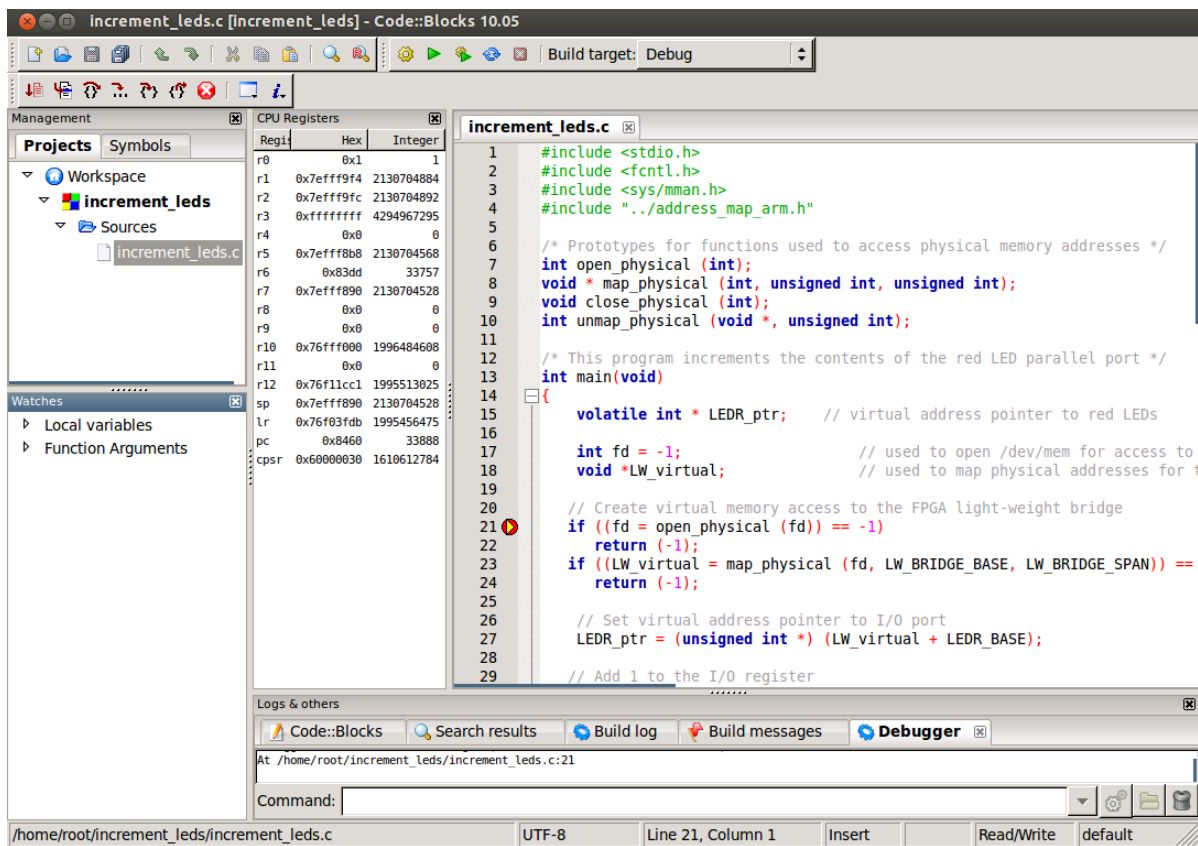 increment_leds.c [increment_leds] - Code::Blocks 10.05
Build target: Debug
Management
Projects Symbols
Workspace
increment_leds
Sources
increment_leds.c
Watches
Local variables
Function Arguments
CPU Registers
Regis Hex Integer
r0 0x1 1
r1 0x7efff9f4 2130704884
r2 0x7efff9fc 2130704892
r3 0xffffffff 4294967295
r4 0x0 0
r5 0x7efff8b8 2130704568
r6 0x83dd 33757
r7 0x7efff890 2130704528
r8 0x0 0
r9 0x0 0
r10 0x76fff000 1996484608
r11 0x0 0
r12 0x76f11cc1 1995513025
sp 0x7efff890 2130704528
lr 0x76f03fdb 1995456475
pc 0x8460 33888
cpsr 0x60000030 1610612784
increment_leds.c
1 #include <stdio.h>
2 #include <fcntl.h>
3 #include <sys/mman.h>
4 #include "../address_map_arm.h"
5
6 /* Prototypes for functions used to access physical memory addresses */
7 int open_physical (int);
8 void * map_physical (int, unsigned int, unsigned int);
9 void close_physical (int);
10 int unmap_physical (void *, unsigned int);
11
12 /* This program increments the contents of the red LED parallel port */
13 int main(void)
14 {
15 volatile int * LEDR_ptr; // virtual address pointer to red LEDs
16
17 int fd = -1; // used to open /dev/mem for access to
18 void *LW_virtual; // used to map physical addresses for t
19
20 // Create virtual memory access to the FPGA light-weight bridge
21 if ((fd = open_physical (fd)) == -1)
22 return (-1);
23 if ((LW_virtual = map_physical (fd, LW_BRIDGE_BASE, LW_BRIDGE_SPAN)) ==
24 return (-1);
25
26 // Set virtual address pointer to I/O port
27 LEDR_ptr = (unsigned int *) (LW_virtual + LEDR_BASE);
28
29 // Add 1 to the I/O register
Logs & others
Code::Blocks Search results Build log Build messages Debugger
At /home/root/increment_leds/increment_leds.c:21
Command:
/home/root/increment_leds/increment_leds.c UTF-8 Line 21, Column 1 Insert Read/Write default